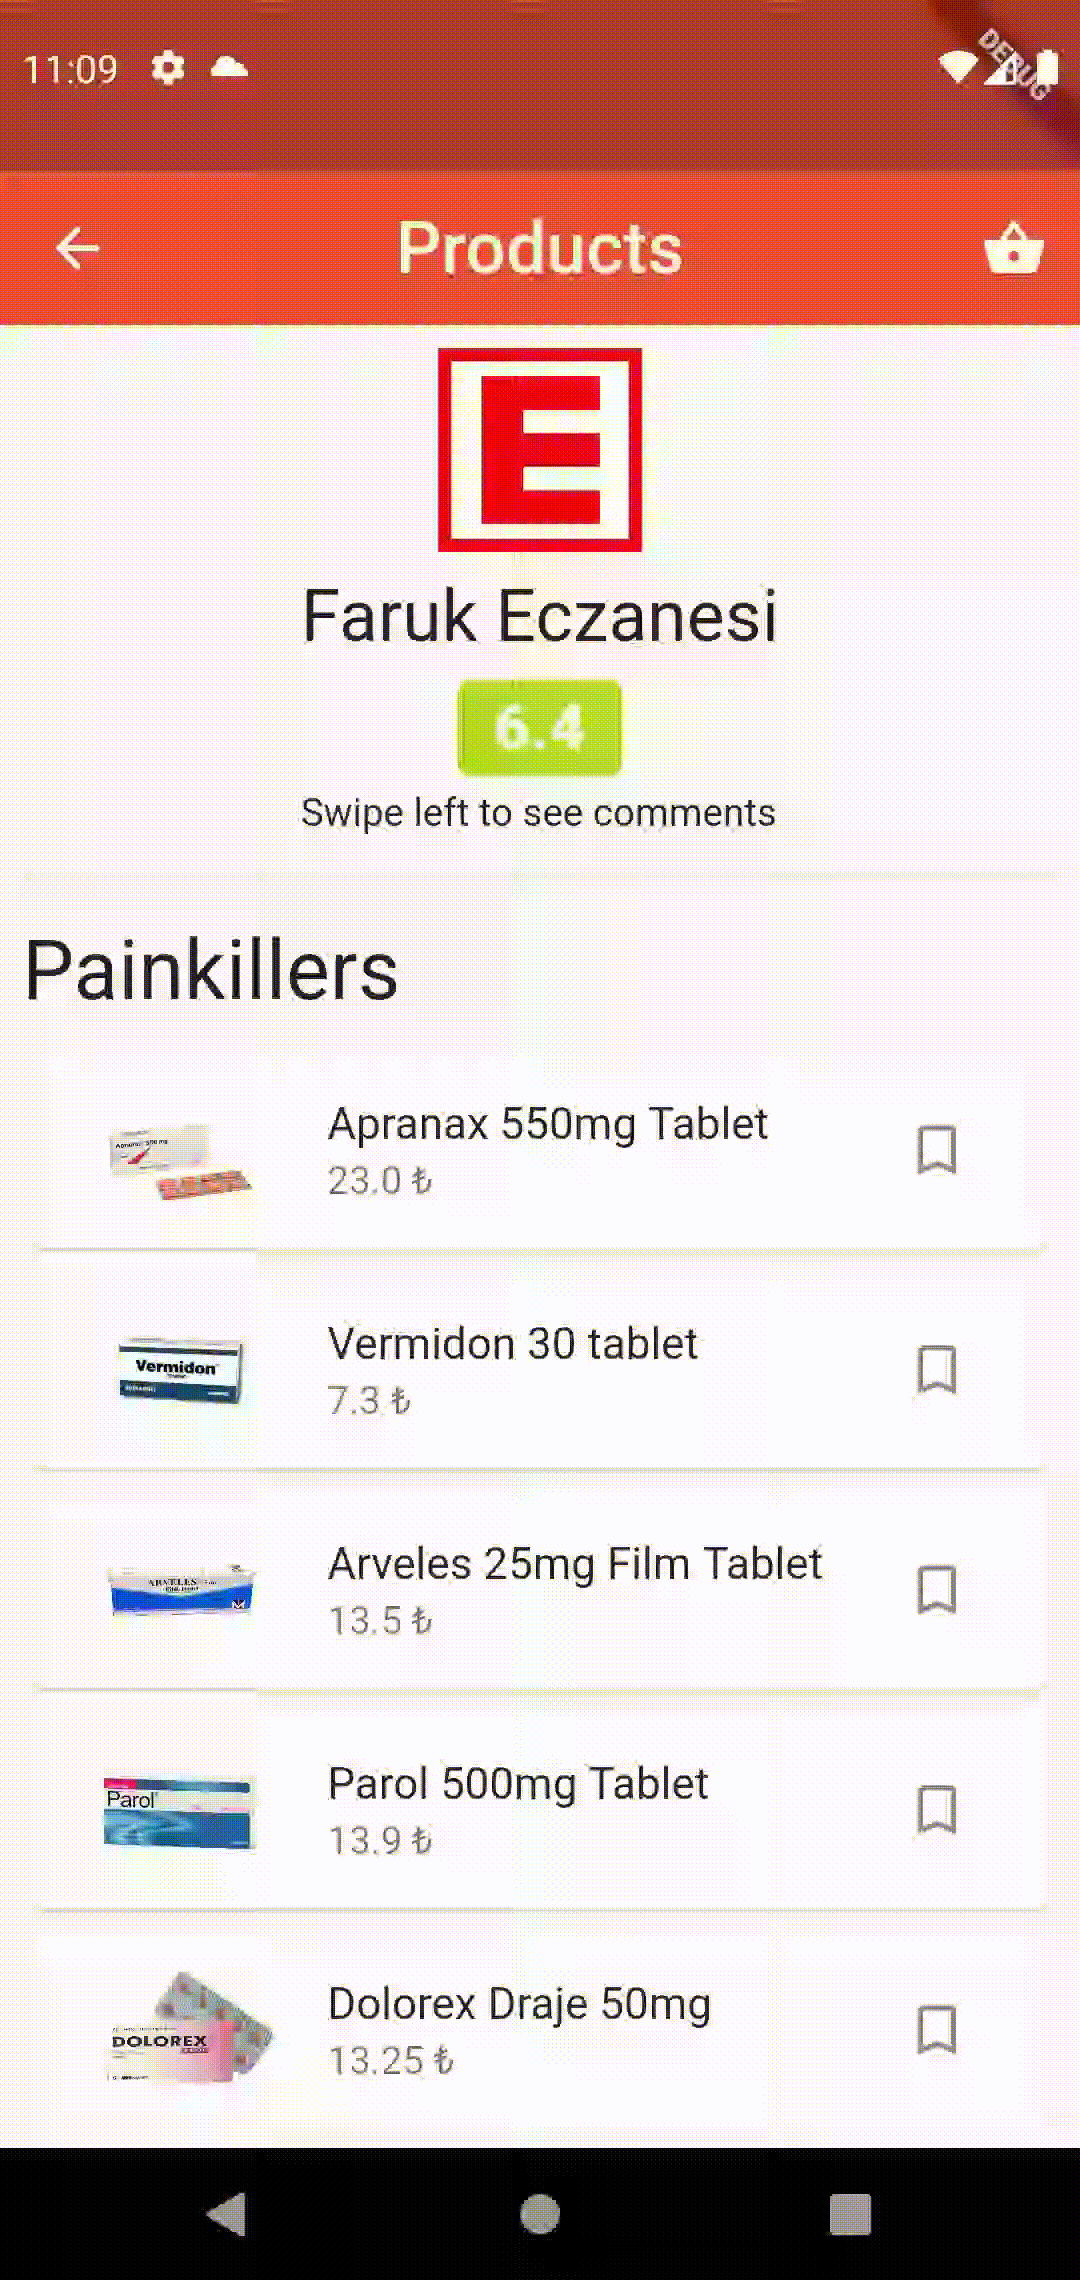 11:09
DEBUG
Products
E
Faruk Eczanesi
6.4
Swipe left to see comments
Painkillers
Apranax 550mg Tablet
23.0 ₺
Vermidon
Vermidon 30 tablet
7.3 ₺
ARVELES
Arveles 25mg Film Tablet
13.5 ₺
Parol
Parol 500mg Tablet
13.9 ₺
DOLOREX
Dolorex Draje 50mg
13.25 ₺